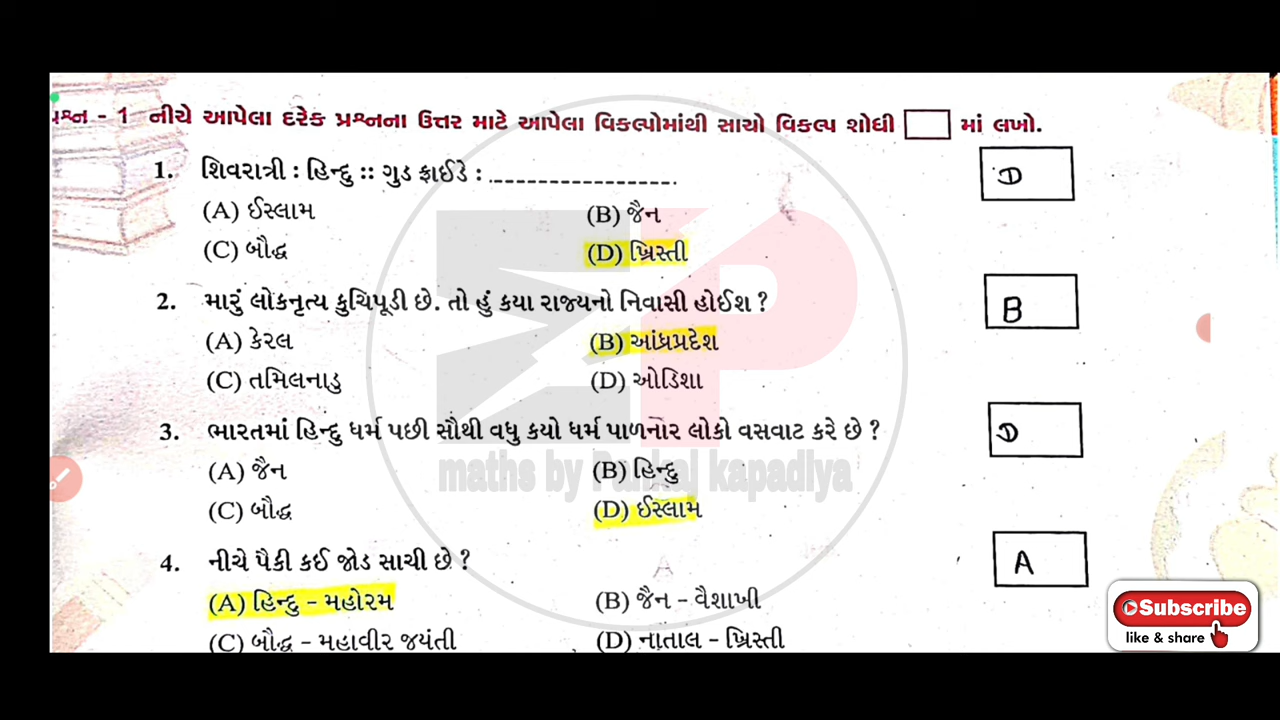 પ્રશ્ન - 1 નીચે આપેલા દરેક પ્રશ્નના ઉત્તર માટે આપેલા વિકલ્પોમાંથી સાચો વિકલ્પ શોધી માં લખો.
1. શિવરાત્રી : હિન્દુ :: ગુડ ફ્રાઈડે : ____________ D
(A) ઈસ્લામ (B) જૈન
(C) બૌદ્ધ (D) ખ્રિસ્તી
2. મારું લોકનૃત્ય કુચિપૂડી છે. તો હું કયા રાજ્યનો નિવાસી હોઈશ ? B
(A) કેરલ (B) આંધ્રપ્રદેશ
(C) તમિલનાડુ (D) ઓડિશા
3. ભારતમાં હિન્દુ ધર્મ પછી સૌથી વધુ કયો ધર્મ પાળનાર લોકો વસવાટ કરે છે ? D
(A) જૈન (B) હિન્દુ
maths by Pankaj kapadiya
(C) બૌદ્ધ (D) ઈસ્લામ
4. નીચે પૈકી કઈ જોડ સાચી છે ? A
(A) હિન્દુ - મહોરમ (B) જૈન - વૈશાખી
(C) બૌદ્ધ - મહાવીર જયંતી (D) નાતાલ - ખ્રિસ્તી
Subscribe
like & share